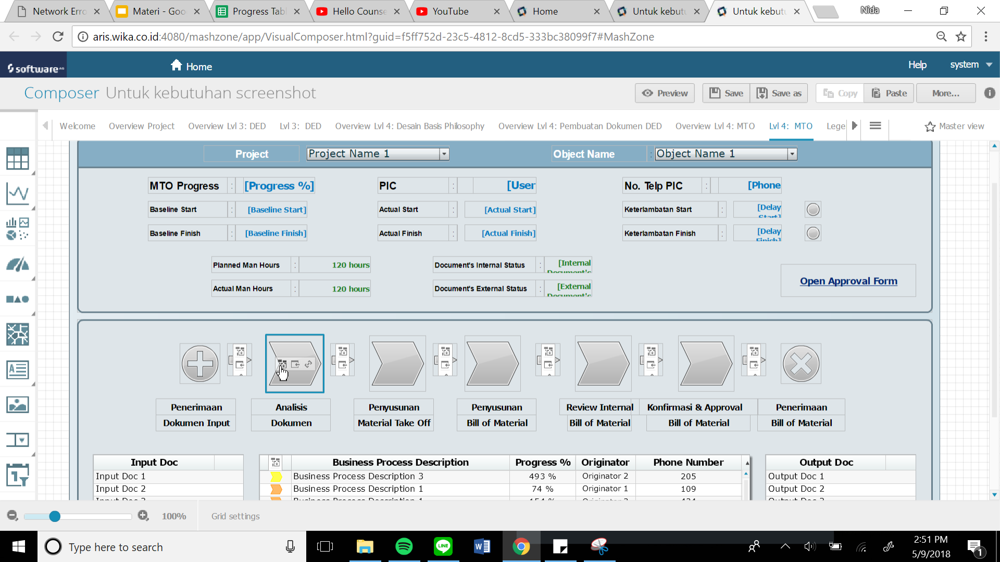 Network Erro
Materi - Goo
Progress Tab
Hello Counse
YouTube
Home
Untuk kebutu
Untuk kebutu
Nida
aris.wika.co.id:4080/mashzone/app/VisualComposer.html?guid=f5ff752d-23c5-4812-8cd5-333bc38099f7#MashZone
software AG
Home
Help
system
Composer Untuk kebutuhan screenshot
Preview
Save
Save as
Copy
Paste
More...
Welcome
Overview Project
Overview Lvl 3: DED
Lvl 3: DED
Overview Lvl 4: Desain Basis Philosophy
Overview Lvl 4: Pembuatan Dokumen DED
Overview Lvl 4: MTO
Lvl 4: MTO
Lege
Master view
Project
Project Name 1
Object Name :
Object Name 1
MTO Progress : [Progress %]
PIC : [User
No. Telp PIC : [Phone
Baseline Start : [Baseline Start]
Actual Start : [Actual Start]
Keterlambatan Start : [Delay
Start]
Baseline Finish : [Baseline Finish]
Actual Finish : [Actual Finish]
Keterlambatan Finish : [Delay
Finish]
Planned Man Hours : 120 hours
Document's Internal Status : [Internal
Document's
Actual Man Hours : 120 hours
Document's External Status : [External
Document's
Open Approval Form
Penerimaan
Dokumen Input
Analisis
Dokumen
Penyusunan
Material Take Off
Penyusunan
Bill of Material
Review Internal
Bill of Material
Konfirmasi & Approval
Bill of Material
Penerimaan
Bill of Material
Input Doc
Input Doc 1
Input Doc 2
Business Process Description Progress % Originator Phone Number
Business Process Description 3 493 % Originator 2 205
Business Process Description 1 74 % Originator 1 109
Output Doc
Output Doc 1
Output Doc 2
100%
Grid settings
Type here to search
LINE
2:51 PM
5/9/2018
1